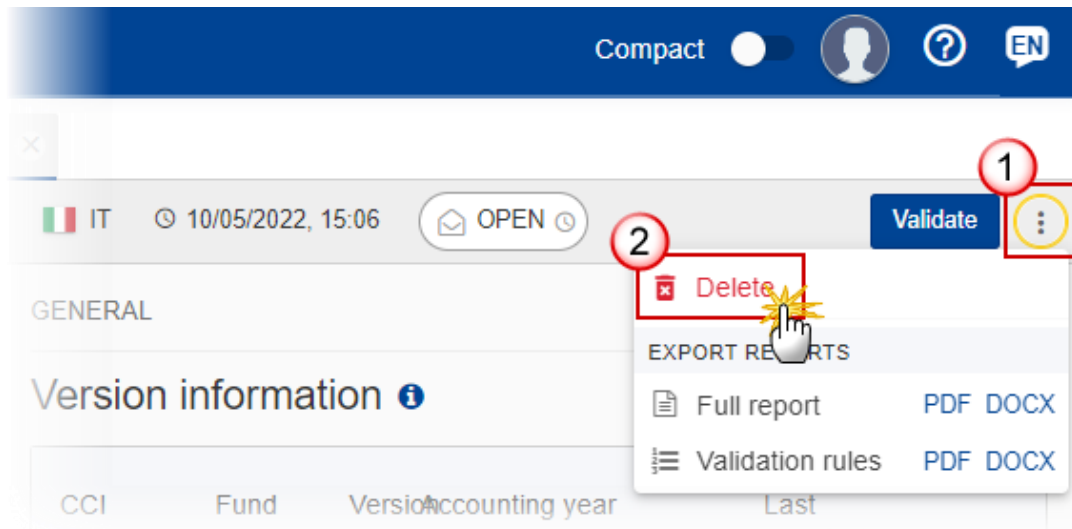 Compact EN
1
IT 10/05/2022, 15:06 OPEN Validate
2
Delete
GENERAL
EXPORT REPORTS
Version information
Full report PDF DOCX
Validation rules PDF DOCX
CCI Fund Version Accounting year Last